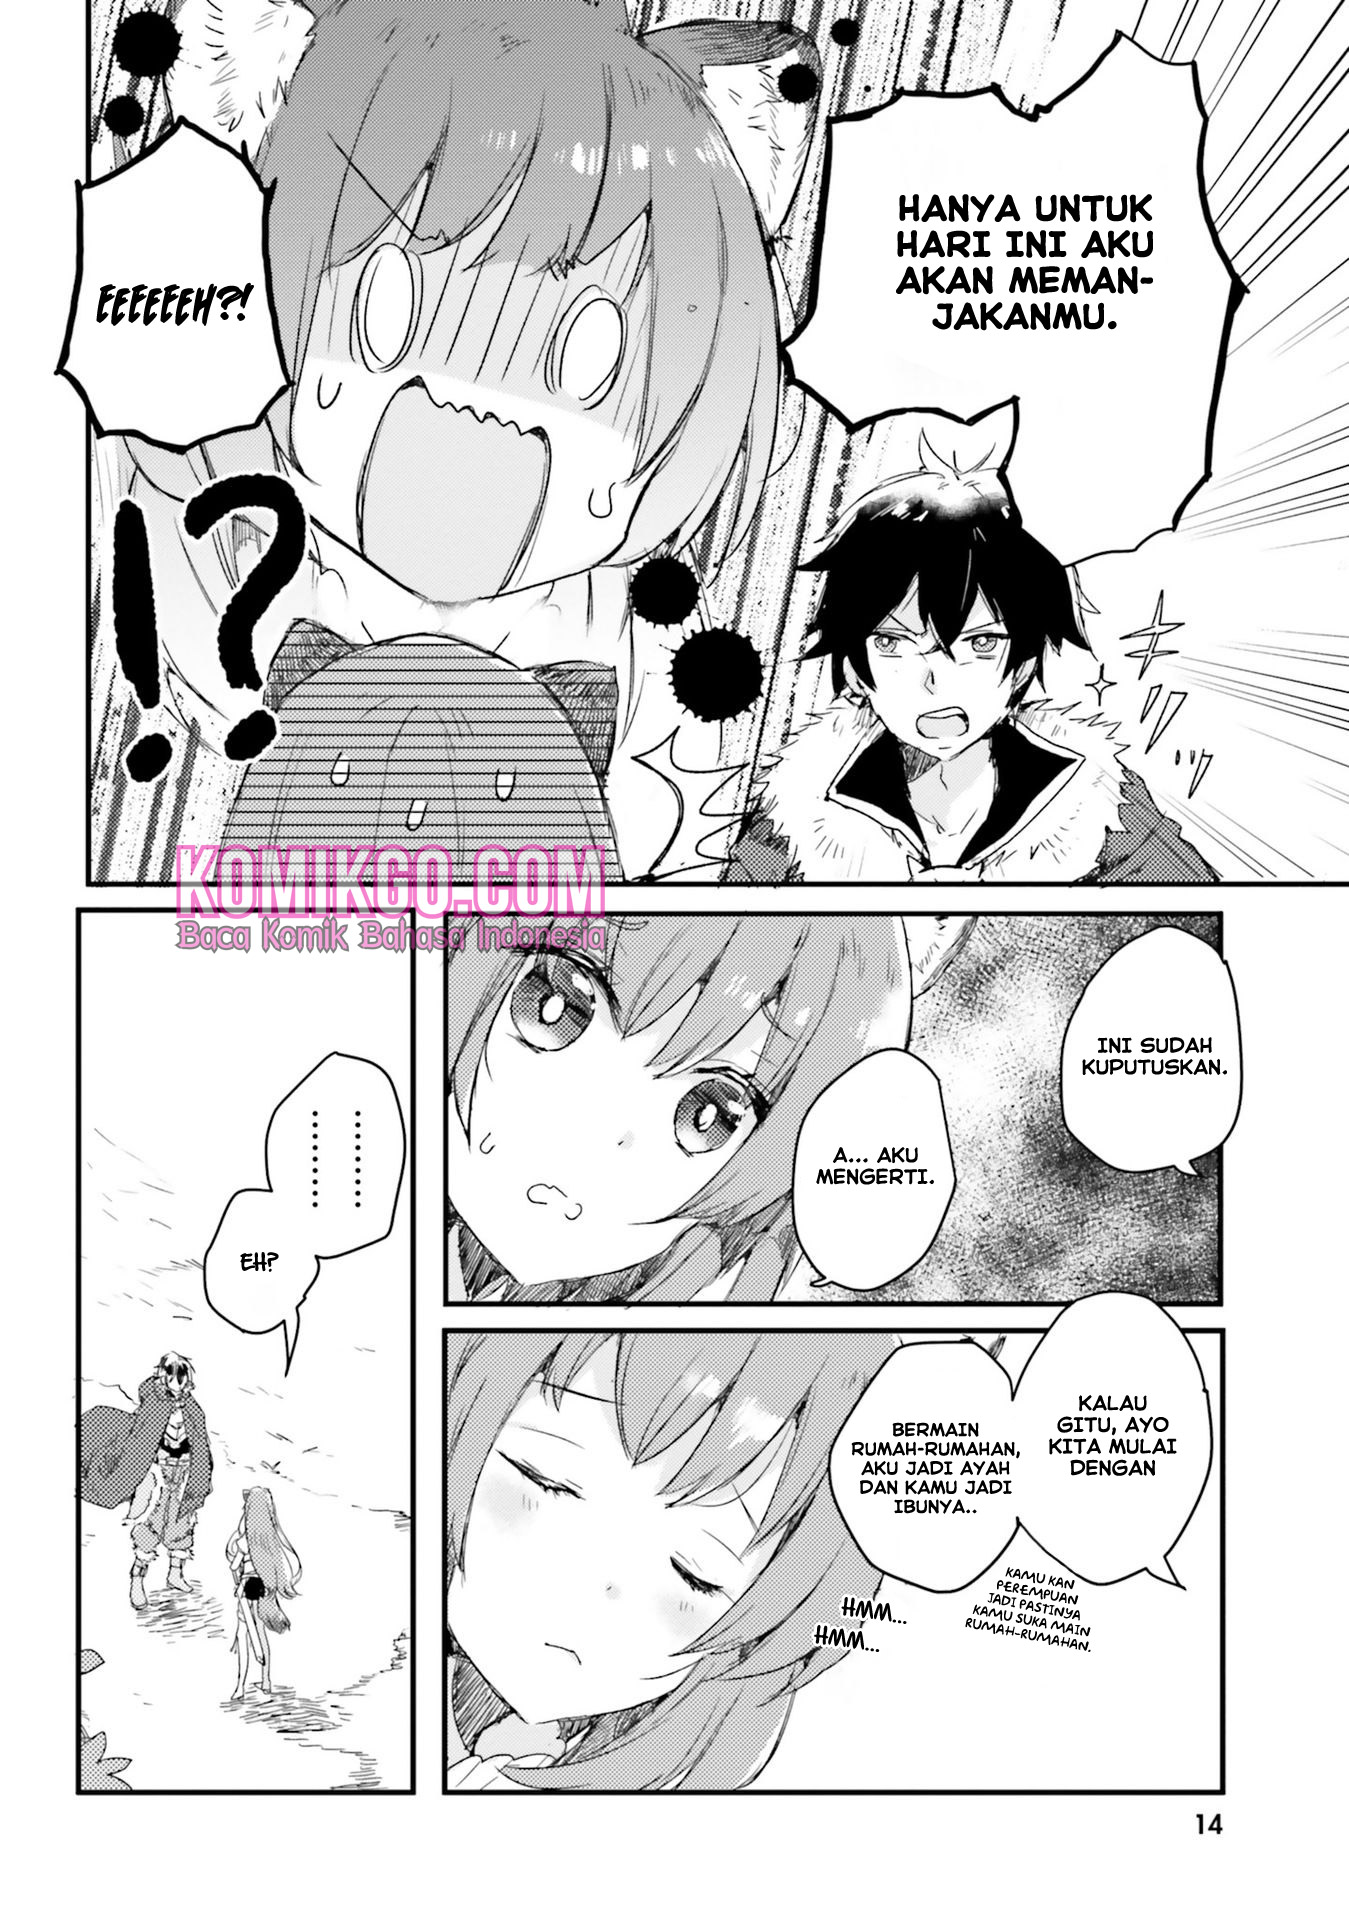 HANYA UNTUK
HARI INI AKU
AKAN MEMAN-
JAKANMU.
EEEEEEH?!
!?
KOMIKGO.COM
Baca Komik Bahasa Indonesia
INI SUDAH
KUPUTUSKAN.
A... AKU
MENGERTI.
KALAU
GITU, AYO
KITA MULAI
DENGAN
BERMAIN
RUMAH-RUMAHAN,
AKU JADI AYAH
DAN KAMU JADI
IBUNYA..
KAMU KAN
PEREMPUAN
JADI PASTINYA
KAMU SUKA MAIN
RUMAH-RUMAHAN.
HMM...
HMM...
EH?
14